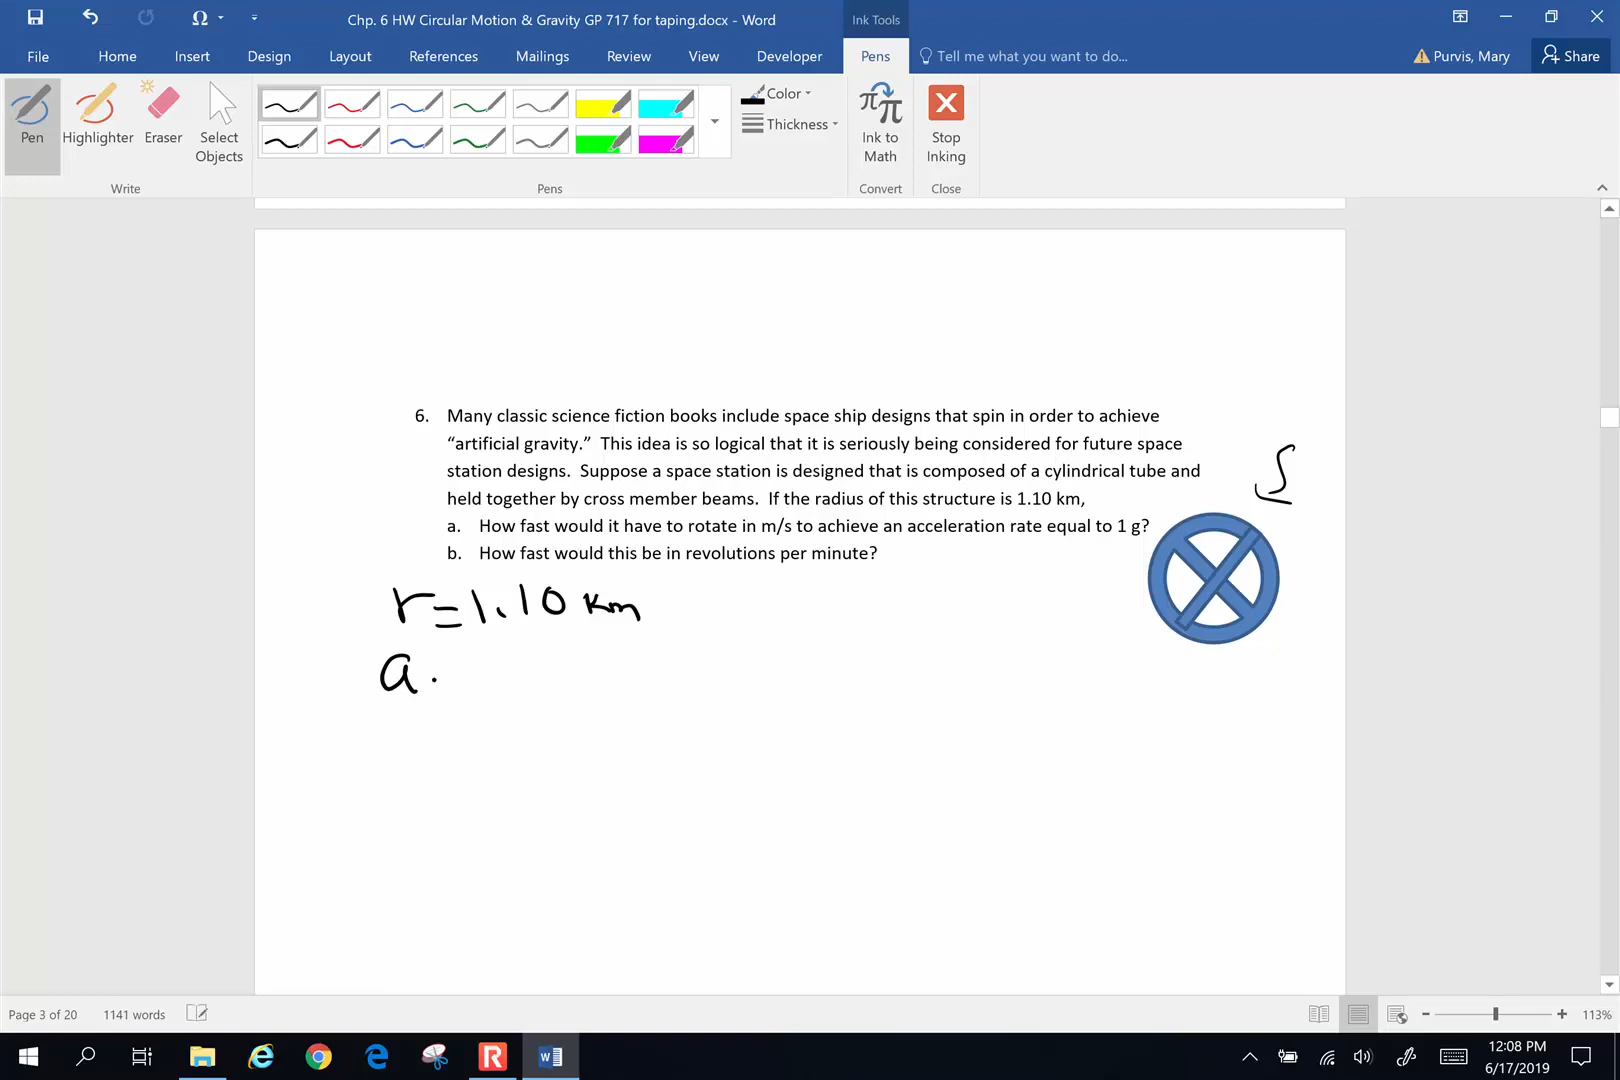 Chp. 6 HW Circular Motion & Gravity GP 717 for taping.docx - Word
Ink Tools
File Home Insert Design Layout References Mailings Review View Developer Pens Tell me what you want to do... Purvis, Mary Share
Pen Highlighter Eraser Select Objects
Color
Thickness
Ink to Math
Stop Inking
Write Pens Convert Close
6. Many classic science fiction books include space ship designs that spin in order to achieve
“artificial gravity.” This idea is so logical that it is seriously being considered for future space
station designs. Suppose a space station is designed that is composed of a cylindrical tube and
held together by cross member beams. If the radius of this structure is 1.10 km,
a. How fast would it have to rotate in m/s to achieve an acceleration rate equal to 1 g?
b. How fast would this be in revolutions per minute?
r = 1.10 km
a.
Page 3 of 20 1141 words 113%
12:08 PM
6/17/2019